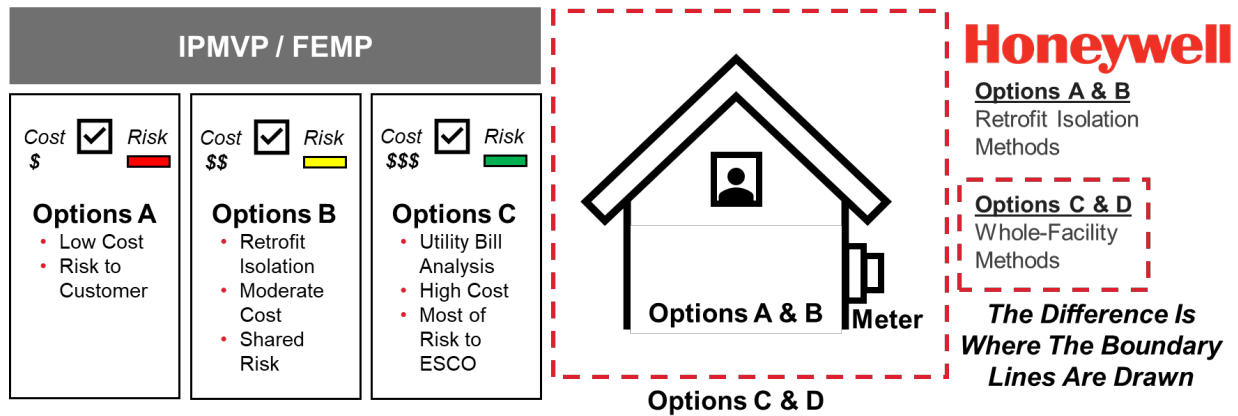 IPMVP / FEMP
Cost
$
Risk
Options A
• Low Cost
• Risk to
Customer
Cost
$$
Risk
Options B
• Retrofit
Isolation
• Moderate
Cost
• Shared
Risk
Cost
$$$
Risk
Options C
• Utility Bill
Analysis
• High Cost
• Most of
Risk to
ESCO
Options A & B
Meter
Options C & D
Honeywell
Options A & B
Retrofit Isolation
Methods
Options C & D
Whole-Facility
Methods
The Difference Is
Where The Boundary
Lines Are Drawn